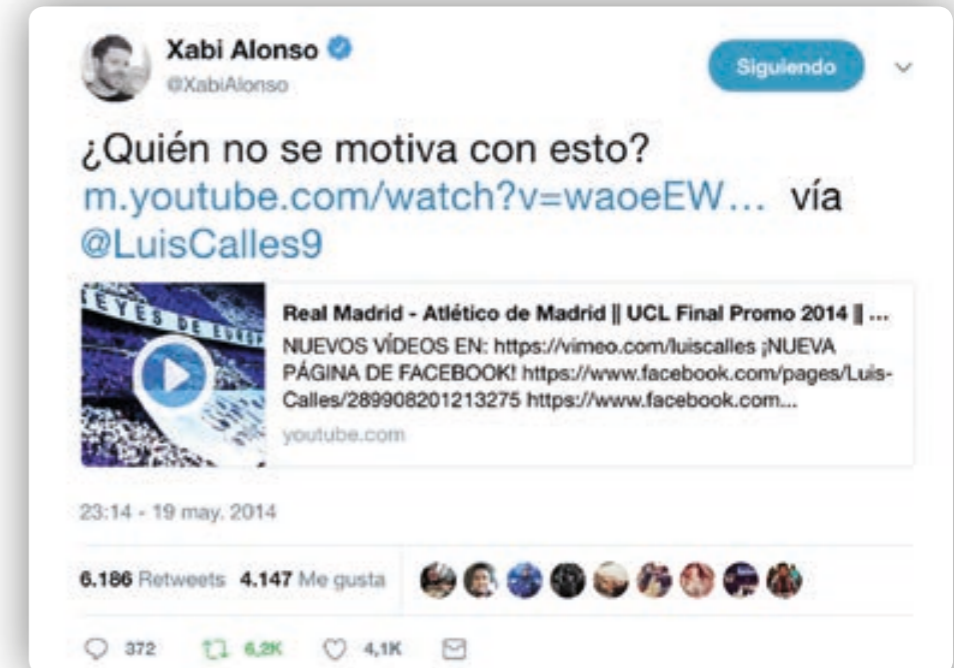 Xabi Alonso
@XabiAlonso
Siguiendo
¿Quién no se motiva con esto?
m.youtube.com/watch?v=waoeEW... vía
@LuisCalles9
REYES DE EUROP
Real Madrid - Atlético de Madrid || UCL Final Promo 2014 || ...
NUEVOS VÍDEOS EN: https://vimeo.com/luiscalles ¡NUEVA
PÁGINA DE FACEBOOK! https://www.facebook.com/pages/Luis-
Calles/289908201213275 https://www.facebook.com...
youtube.com
23:14 - 19 may. 2014
6.186 Retweets 4.147 Me gusta
372 6,2K 4,1K